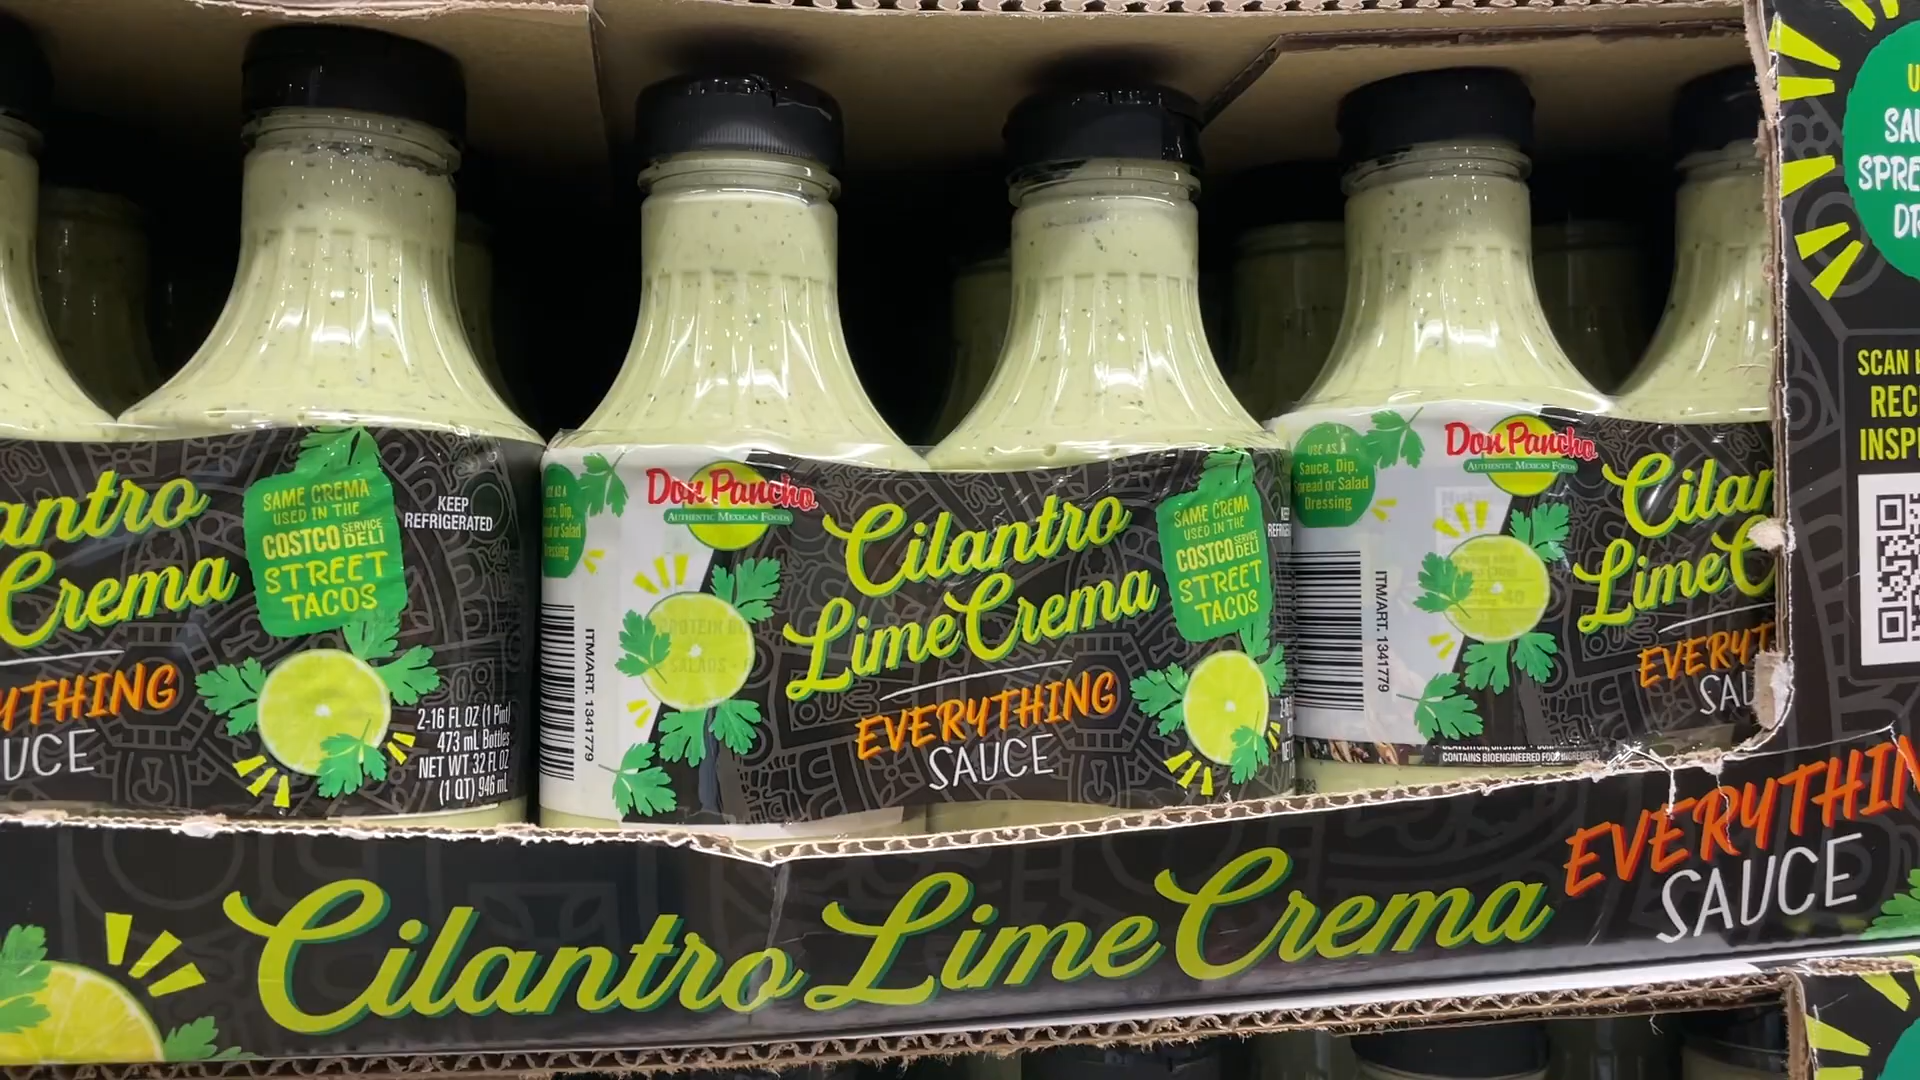 antro
Crema
YTHING
UCE
SAME CREMA
USED IN THE
COSTCO SERVICE DELI
STREET
TACOS
KEEP
REFRIGERATED
2-16 FL OZ (1 Pint)
473 mL Bottles
NET WT 32 FL OZ
(1 QT) 946 mL
Don Pancho
AUTHENTIC MEXICAN FOODS
ITM/ART. 1341779
Cilantro
Lime Crema
EVERYTHING
SAUCE
SAME CREMA
USED IN THE
COSTCO SERVICE DELI
STREET
TACOS
USE AS A
Sauce, Dip,
Spread or Salad
Dressing
ITM/ART. 1341779
Don Pancho
AUTHENTIC MEXICAN FOODS
Cilan
Lime C
EVERYT
SAU
CONTAINS BIOENGINEERED FOOD INGREDIENTS
U
SAU
SPRE
DR
SCAN
REC
INSPI
Cilantro Lime Crema
EVERYTHIN
SAUCE